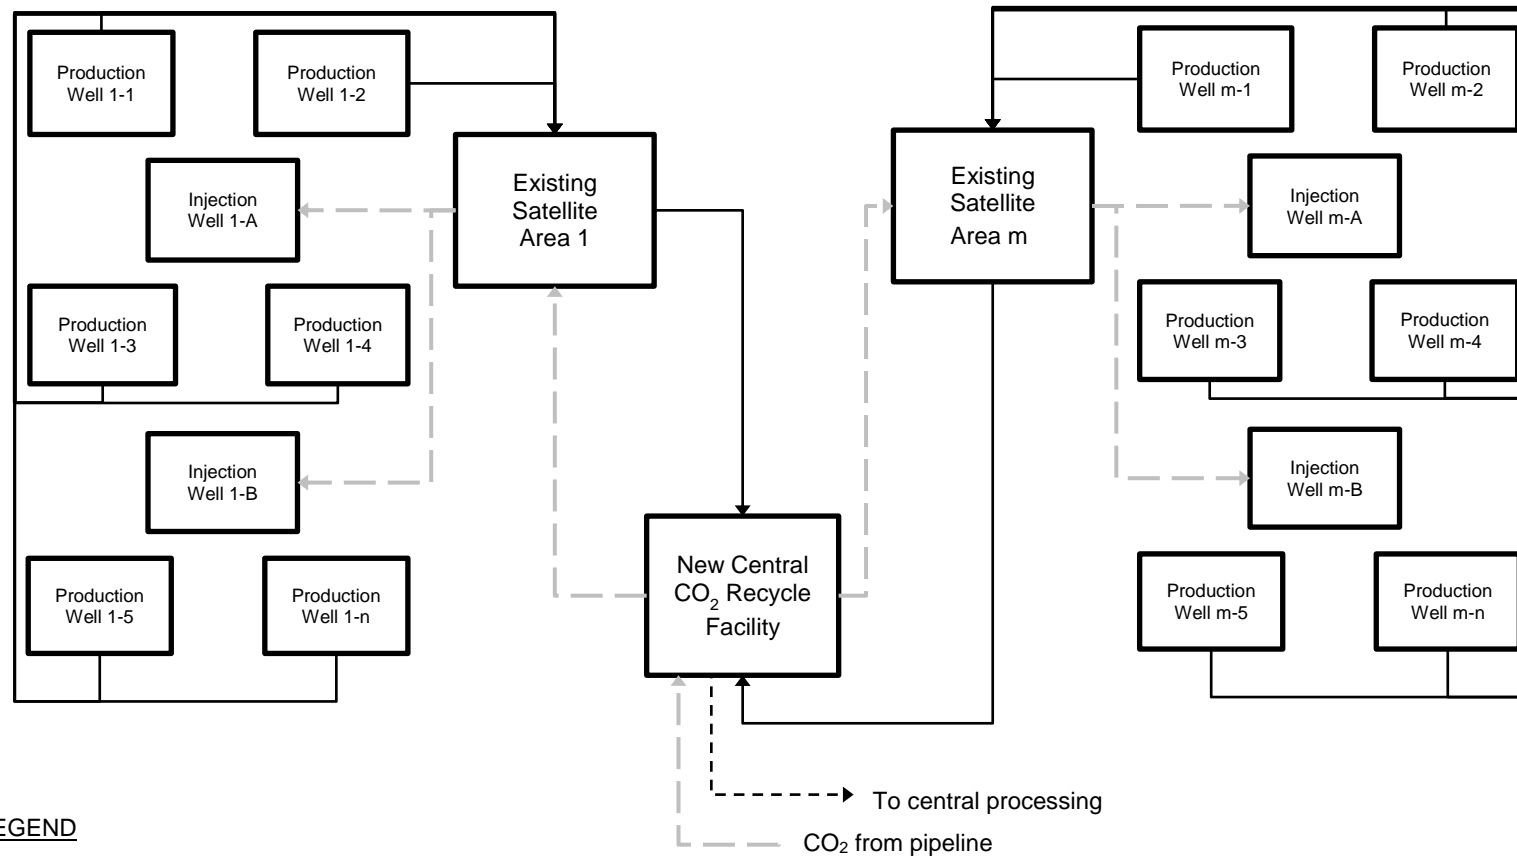 Production
Well 1-1
Production
Well 1-2
Production
Well m-1
Production
Well m-2
Injection
Well 1-A
Existing
Satellite
Area 1
Existing
Satellite
Area m
Injection
Well m-A
Production
Well 1-3
Production
Well 1-4
Production
Well m-3
Production
Well m-4
Injection
Well 1-B
Injection
Well m-B
Production
Well 1-5
Production
Well 1-n
New Central
CO₂ Recycle
Facility
Production
Well m-5
Production
Well m-n
To central processing
EGEND
CO₂ from pipeline